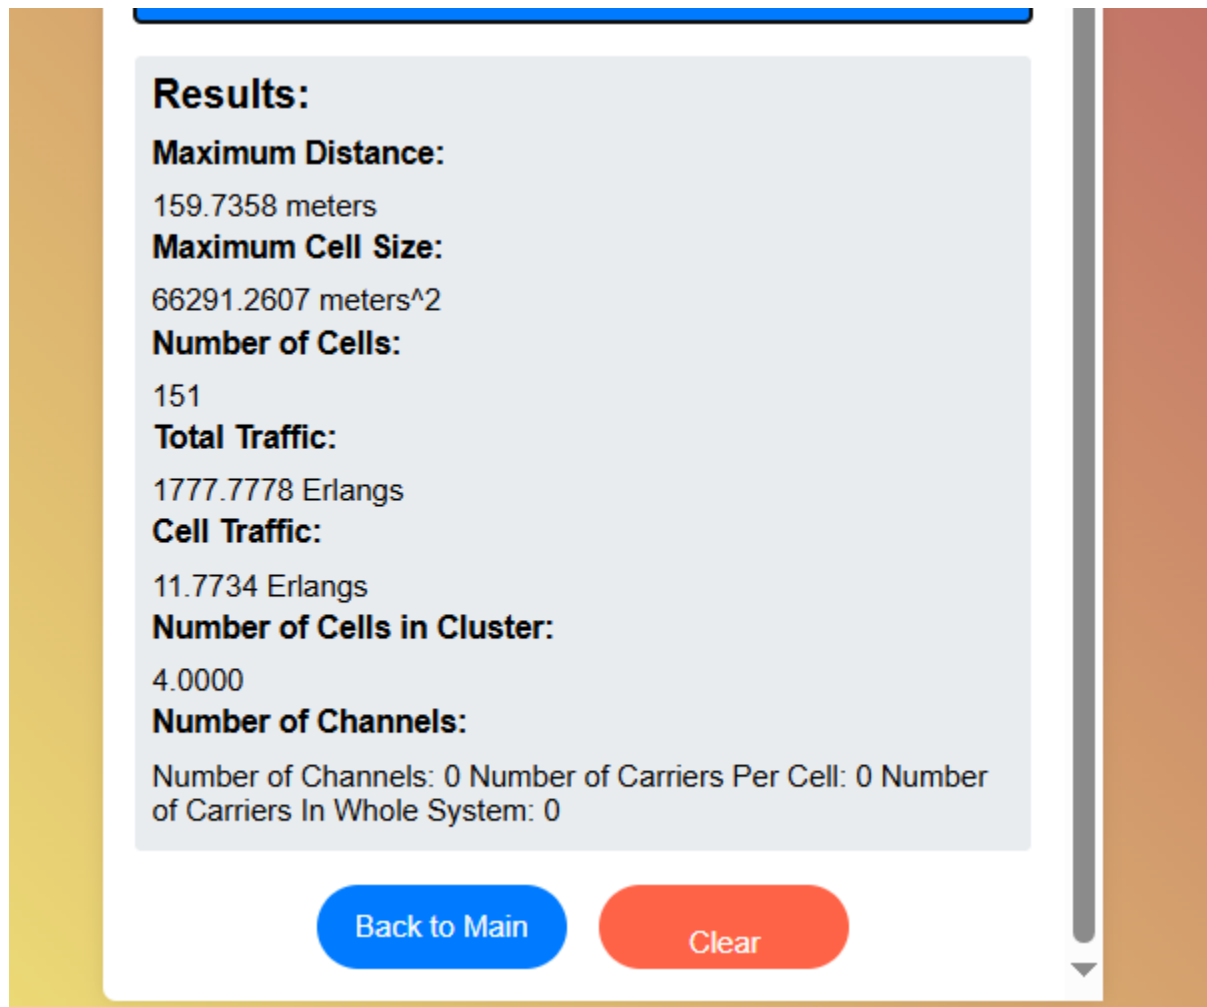 Results:
Maximum Distance:
159.7358 meters
Maximum Cell Size:
66291.2607 meters^2
Number of Cells:
151
Total Traffic:
1777.7778 Erlangs
Cell Traffic:
11.7734 Erlangs
Number of Cells in Cluster:
4.0000
Number of Channels:
Number of Channels: 0 Number of Carriers Per Cell: 0 Number
of Carriers In Whole System: 0
Back to Main
Clear